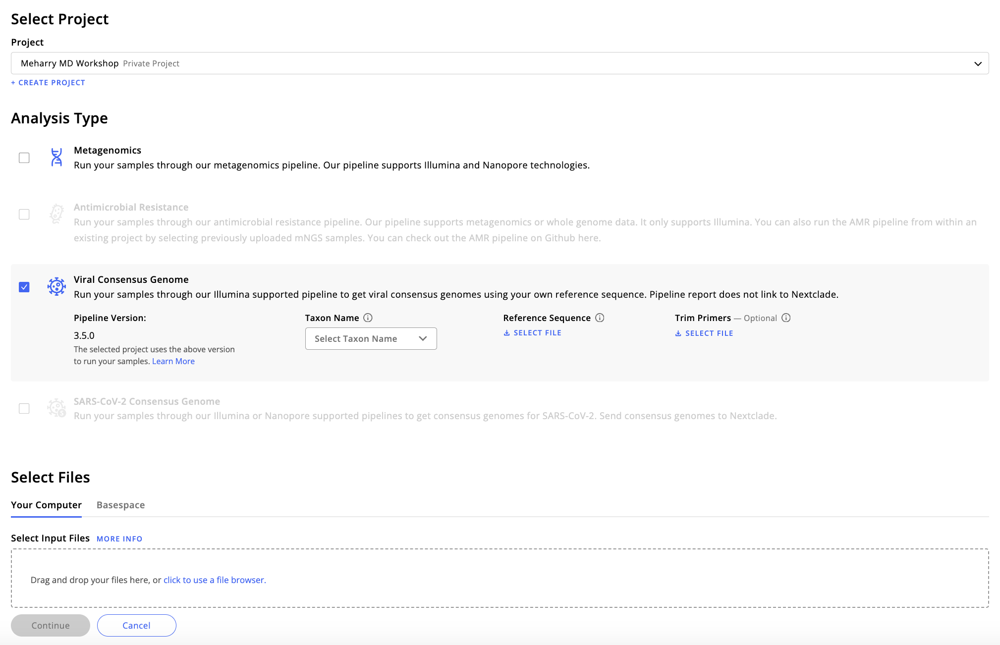 Select Project
Project
Meharry MD Workshop Private Project
+ CREATE PROJECT
Analysis Type
Metagenomics
Run your samples through our metagenomics pipeline. Our pipeline supports Illumina and Nanopore technologies.
Antimicrobial Resistance
Run your samples through our antimicrobial resistance pipeline. Our pipeline supports metagenomics or whole genome data. It only supports Illumina. You can also run the AMR pipeline from within an
existing project by selecting previously uploaded mNGS samples. You can check out the AMR pipeline on Github here.
Viral Consensus Genome
Run your samples through our Illumina supported pipeline to get viral consensus genomes using your own reference sequence. Pipeline report does not link to Nextclade.
Pipeline Version:
3.5.0
The selected project uses the above version
to run your samples. Learn More
Taxon Name
Select Taxon Name
Reference Sequence
SELECT FILE
Trim Primers — Optional
SELECT FILE
SARS-CoV-2 Consensus Genome
Run your samples through our Illumina or Nanopore supported pipelines to get consensus genomes for SARS-CoV-2. Send consensus genomes to Nextclade.
Select Files
Your Computer Basespace
Select Input Files MORE INFO
Drag and drop your files here, or click to use a file browser.
Continue Cancel